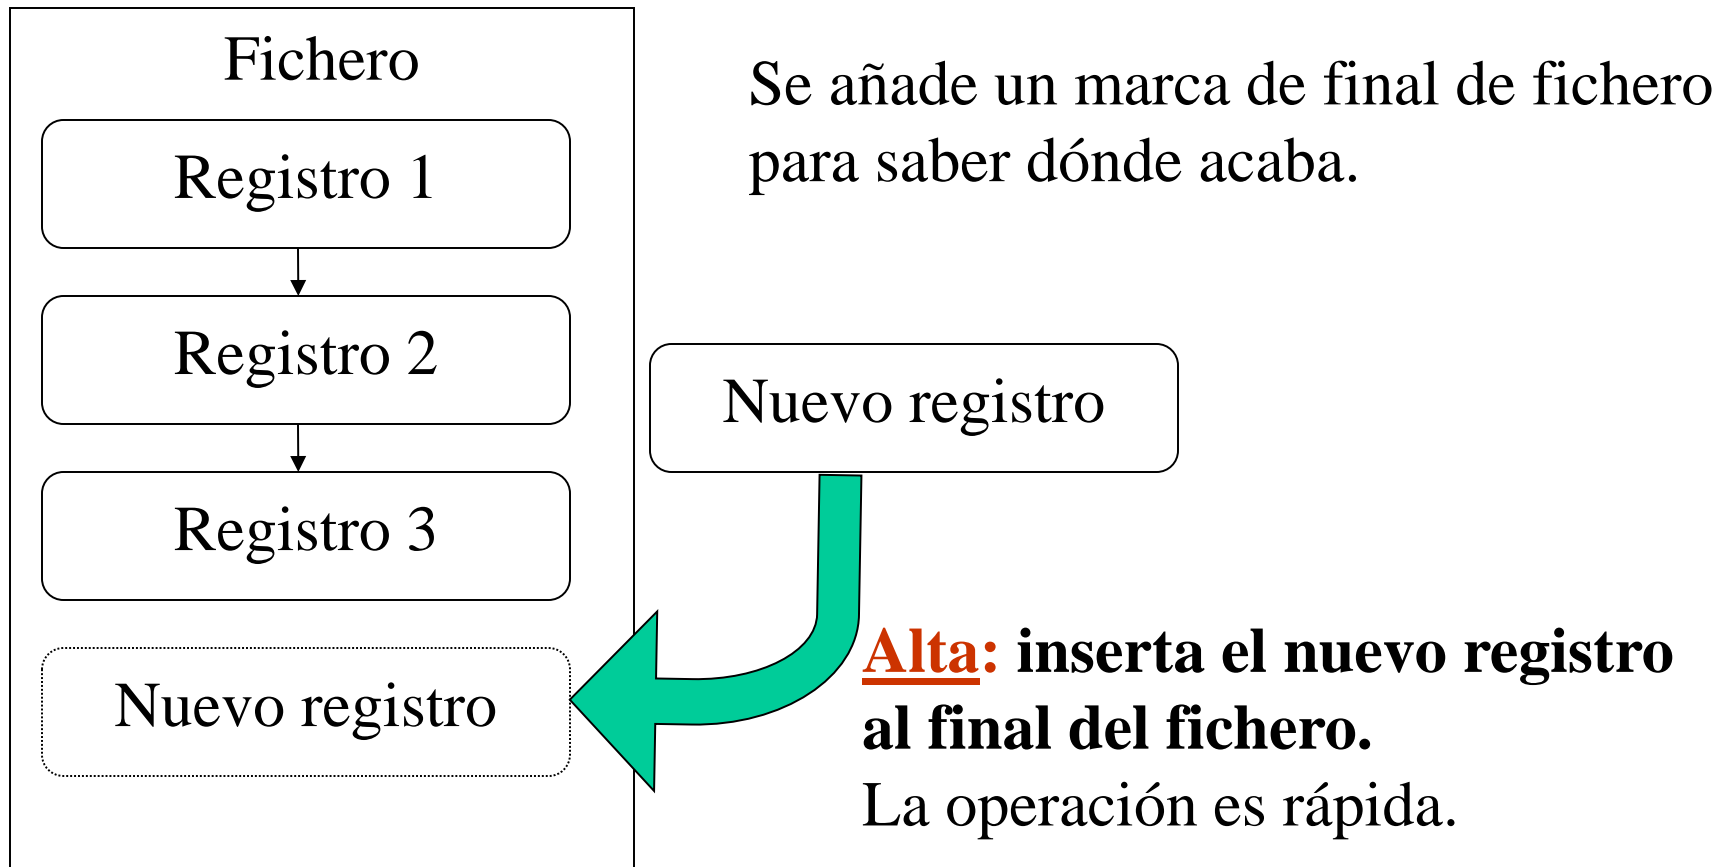 Fichero
Registro 1
Registro 2
Registro 3
Nuevo registro
Se añade un marca de final de fichero
para saber dónde acaba.
Nuevo registro
Alta: inserta el nuevo registro
al final del fichero.
La operación es rápida.